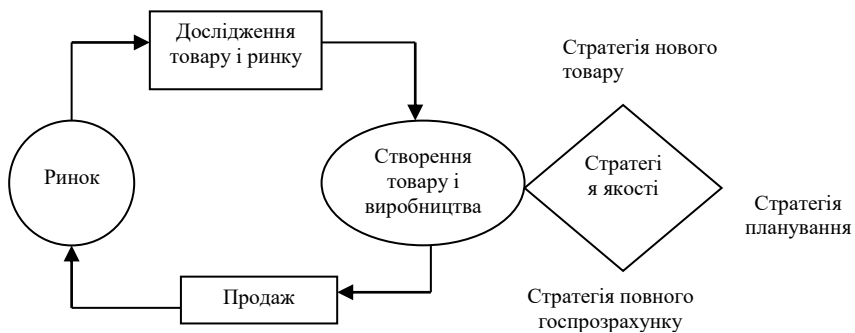 Дослідження
товару і ринку
Стратегія нового
товару
Ринок
Створення
товару і
виробництва
Стратегі
я якості
Стратегія
планування
Продаж
Стратегія повного
госпрозрахунку